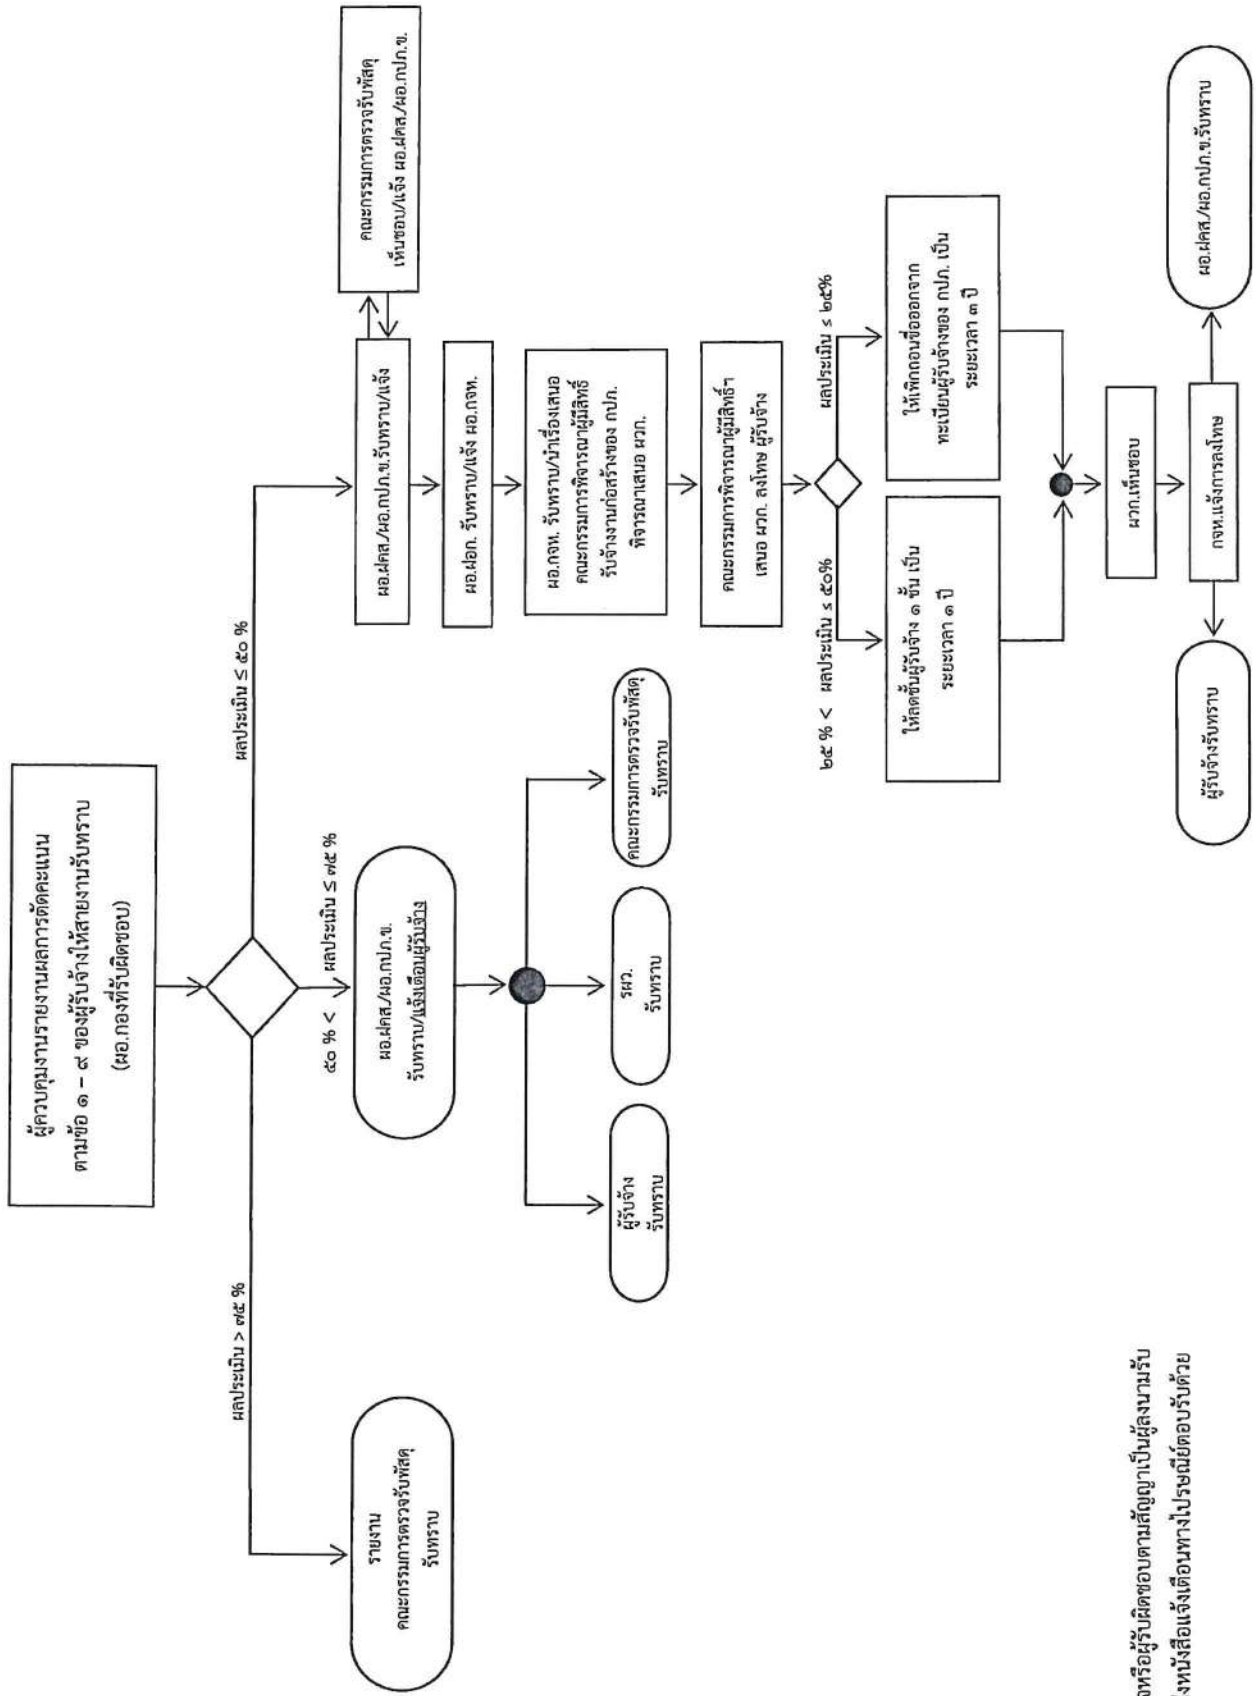 ผู้ควบคุมงานรายงานผลการตัดคะแนน
ตามข้อ ๑ – ๙ ของผู้รับจ้างให้สายงานรับทราบ
(ผอ.กองที่รับผิดชอบ)
ผลประเมิน > ๗๕ %
๕๐ % < ผลประเมิน ≤ ๗๕ %
ผลประเมิน ≤ ๕๐ %
รายงาน
คณะกรรมการตรวจรับพัสดุ
รับทราบ
ผอ.ฝคส./ผอ.กปภ.ข.
รับทราบ/แจ้งเตือนผู้รับจ้าง
ผู้รับจ้าง
รับทราบ
รผว.
รับทราบ
คณะกรรมการตรวจรับพัสดุ
รับทราบ
ผอ.ฝคส./ผอ.กปภ.ข.รับทราบ/แจ้ง
คณะกรรมการตรวจรับพัสดุ
เห็นชอบ/แจ้ง ผอ.ฝคส./ผอ.กปภ.ข.
ผอ.ฝอก. รับทราบ/แจ้ง ผอ.กจห.
ผอ.กจห. รับทราบ/นำเรื่องเสนอ
คณะกรรมการพิจารณาผู้มีสิทธิ์
รับจ้างงานก่อสร้างของ กปภ.
พิจารณาเสนอ ผวก.
คณะกรรมการพิจารณาผู้มีสิทธิ์ฯ
เสนอ ผวก. ลงโทษ ผู้รับจ้าง
๒๕ % < ผลประเมิน ≤ ๕๐%
ผลประเมิน ≤ ๒๕%
ให้ลดชั้นผู้รับจ้าง ๑ ชั้น เป็น
ระยะเวลา ๑ ปี
ให้เพิกถอนชื่อออกจาก
ทะเบียนผู้รับจ้างของ กปภ. เป็น
ระยะเวลา ๓ ปี
ผวก.เห็นชอบ
กจห.แจ้งการลงโทษ
ผู้รับจ้างรับทราบ
ผอ.ฝคส./ผอ.กปภ.ข.รับทราบ
หรือผู้รับผิดชอบตามสัญญาเป็นผู้ลงนามรับ
หนังสือแจ้งเตือนทางไปรษณีย์ตอบรับด้วย